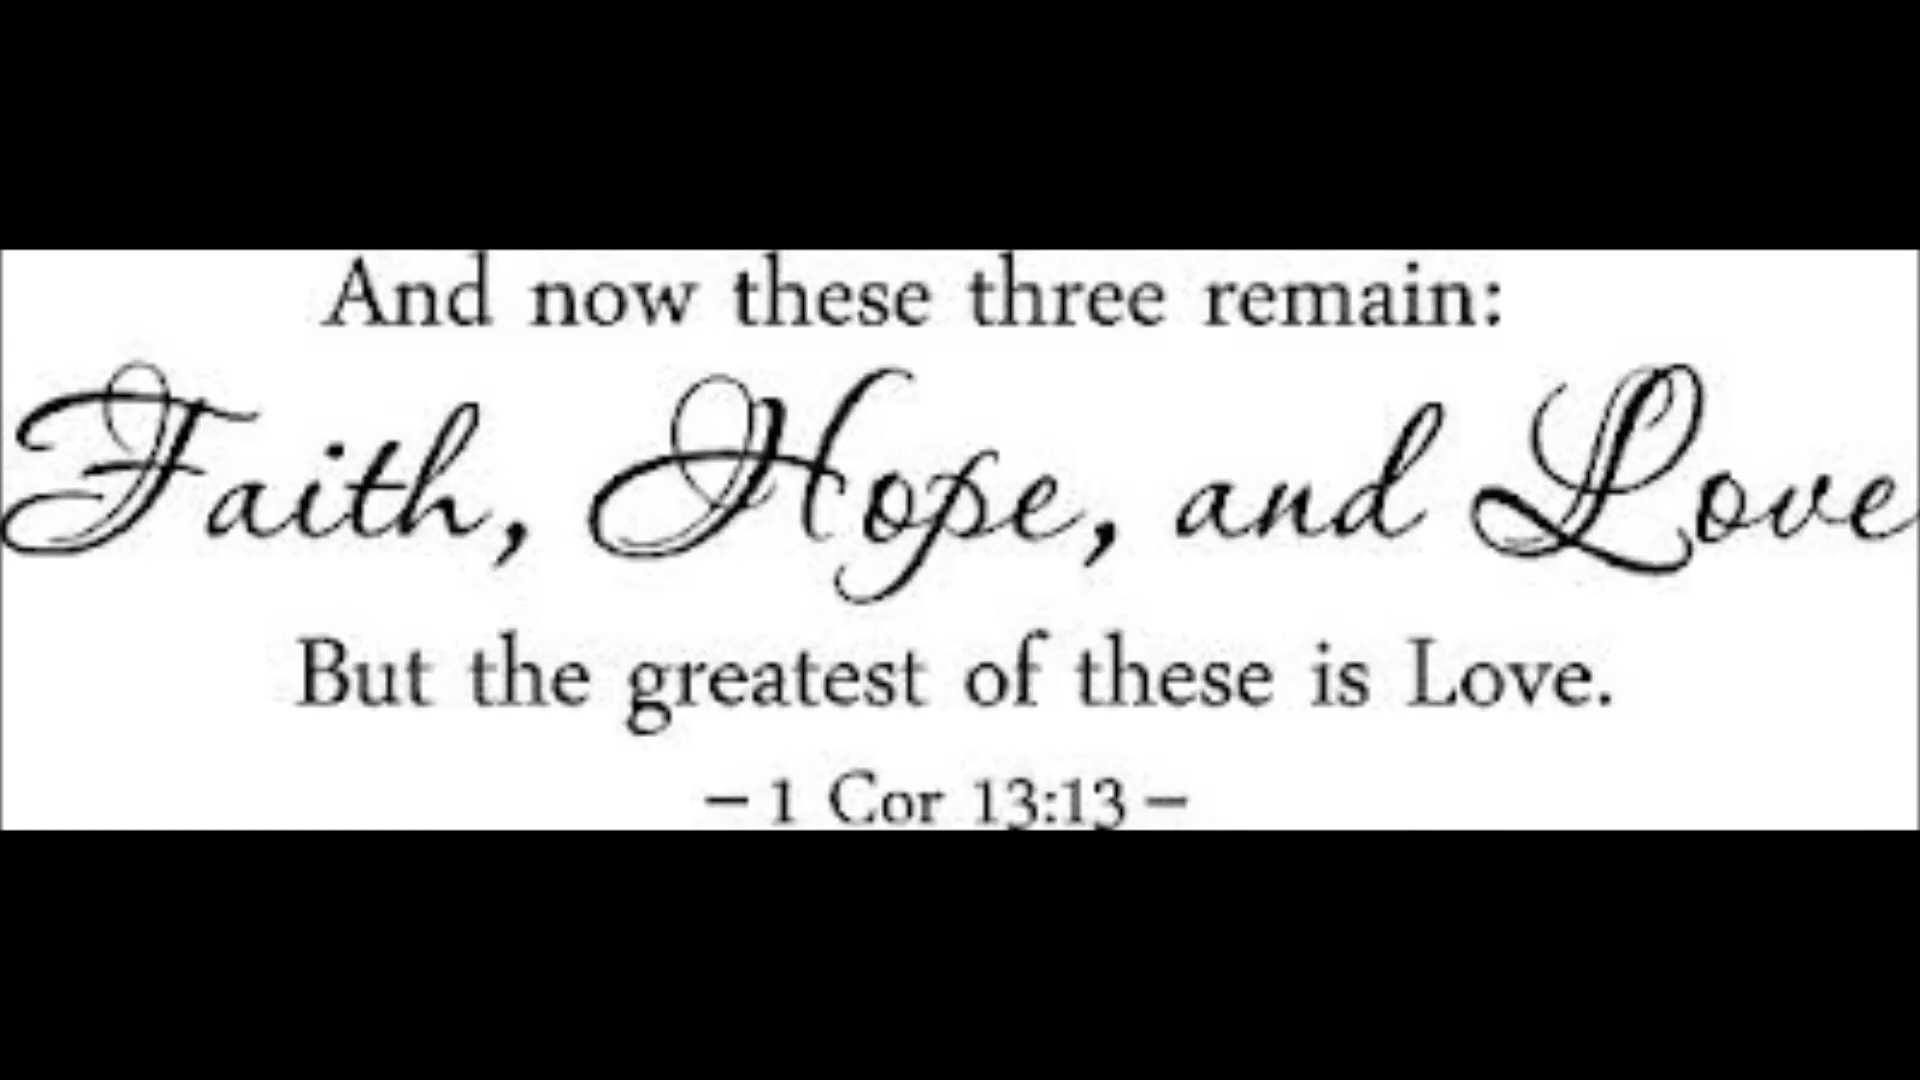 And now these three remain:
Faith, Hope, and Love
But the greatest of these is Love.
– 1 Cor 13:13 –